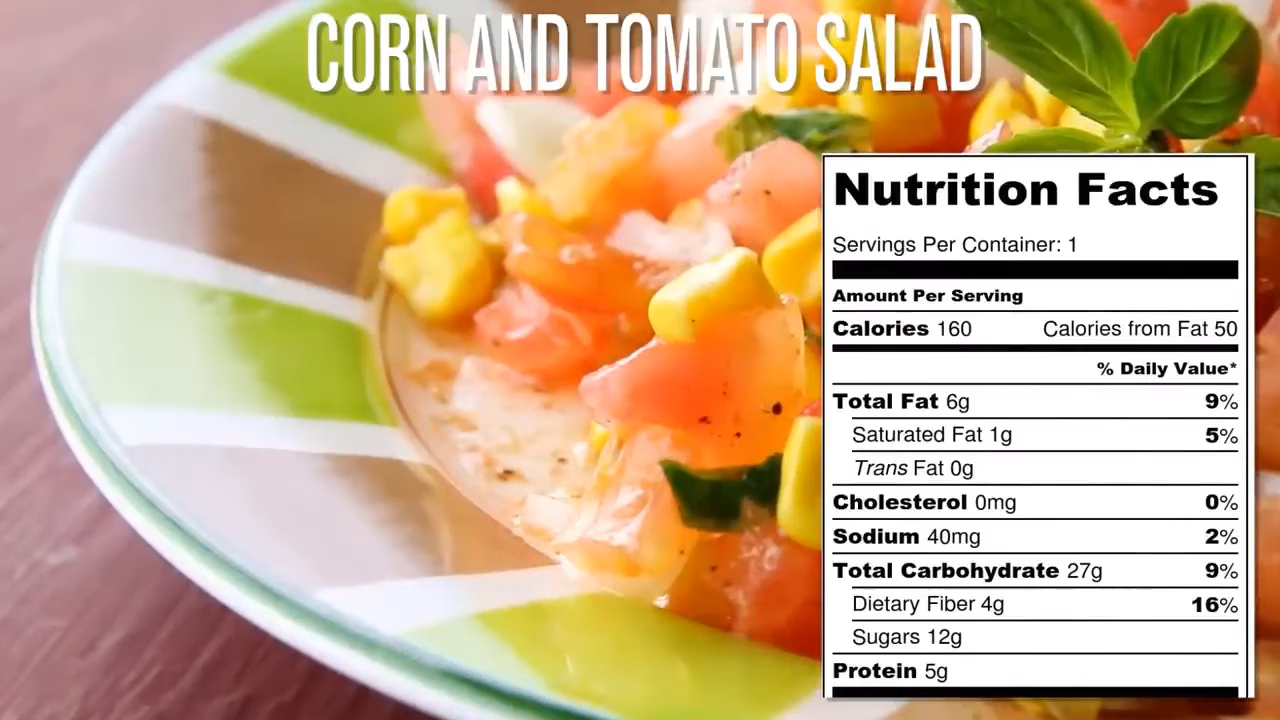 CORN AND TOMATO SALAD
Nutrition Facts
Servings Per Container: 1
Amount Per Serving
Calories 160 Calories from Fat 50
% Daily Value*
Total Fat 6g 9%
Saturated Fat 1g 5%
Trans Fat 0g
Cholesterol 0mg 0%
Sodium 40mg 2%
Total Carbohydrate 27g 9%
Dietary Fiber 4g 16%
Sugars 12g
Protein 5g